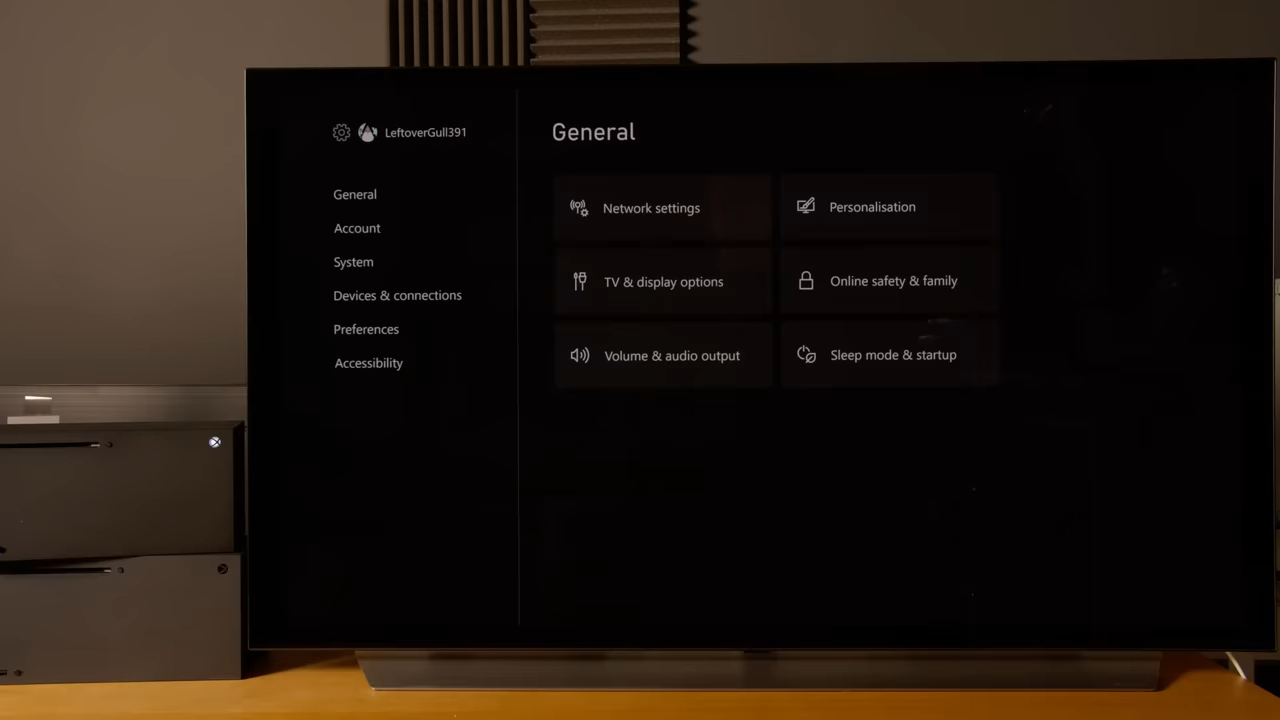 LeftoverGull391
General
Account
System
Devices & connections
Preferences
Accessibility
General
Network settings
Personalisation
TV & display options
Online safety & family
Volume & audio output
Sleep mode & startup